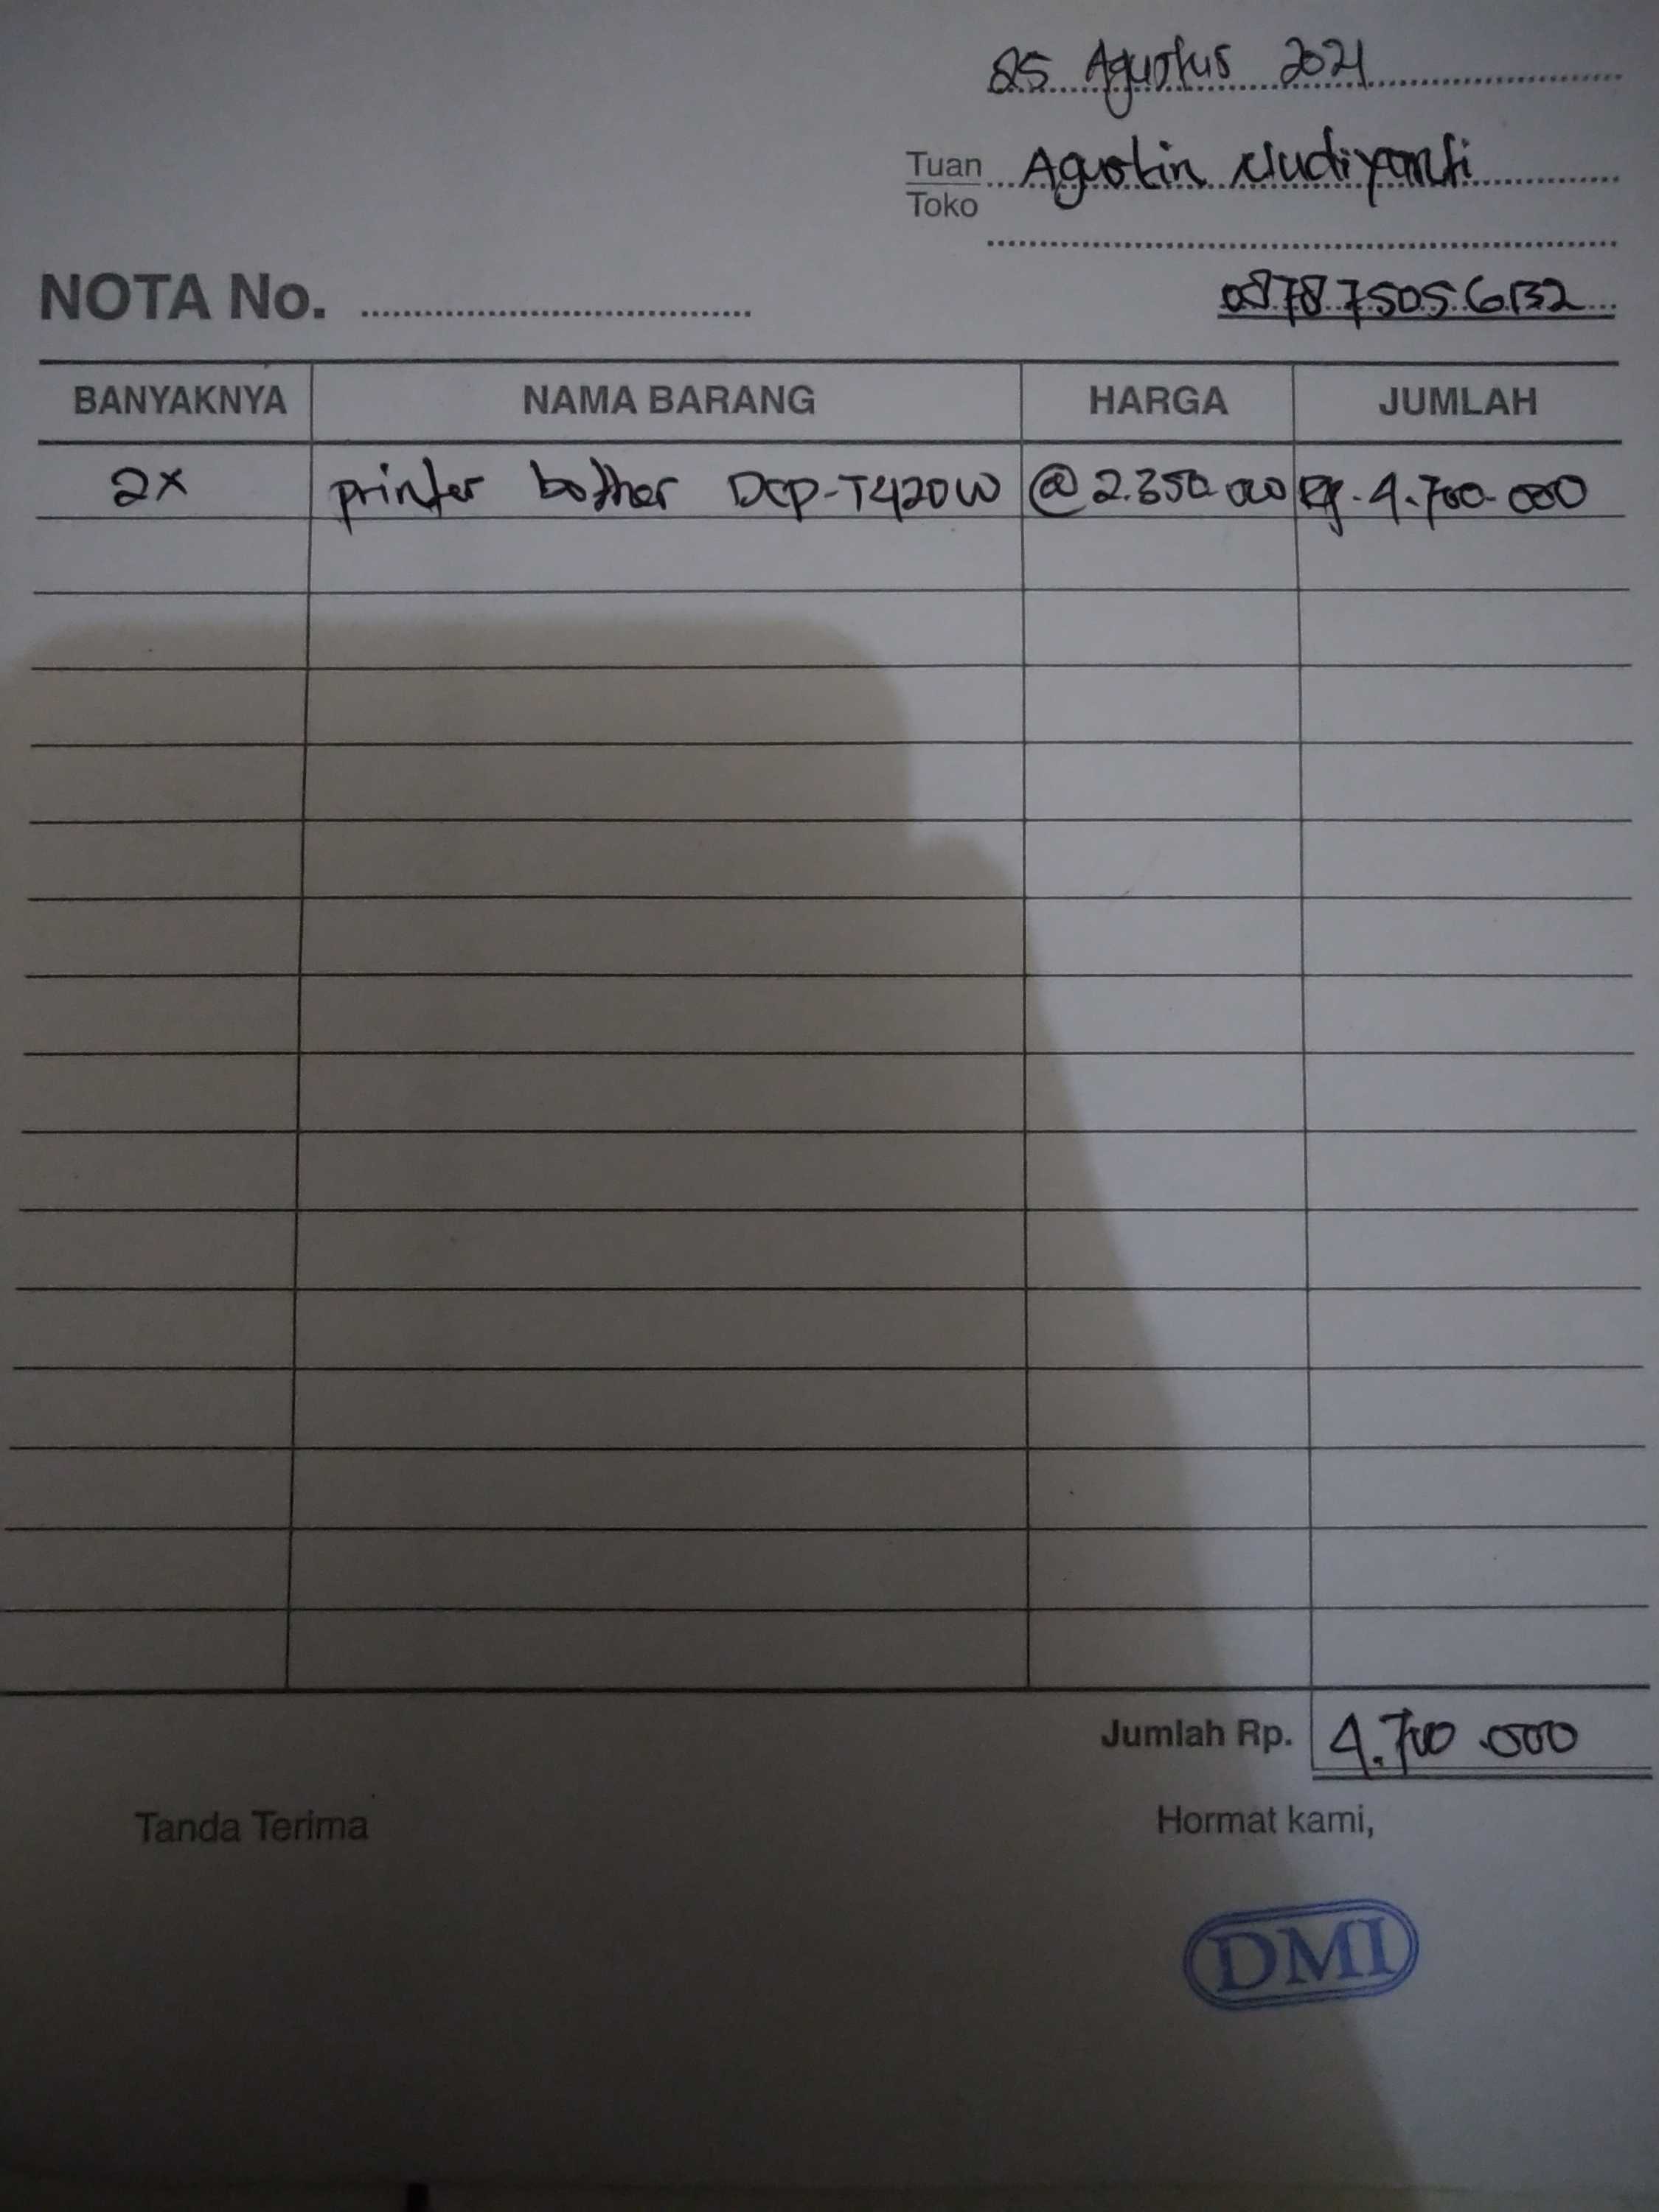 25 Agustus 2021
Tuan Agustin
Toko
NOTA No. 0878 7505 6132
BANYAKNYA NAMA BARANG HARGA JUMLAH
2x printer bother DCP-T420W @ 2.350.000 Rp. 4.700.000
Jumlah Rp. 4.700.000
Tanda Terima Hormat kami,
DMI